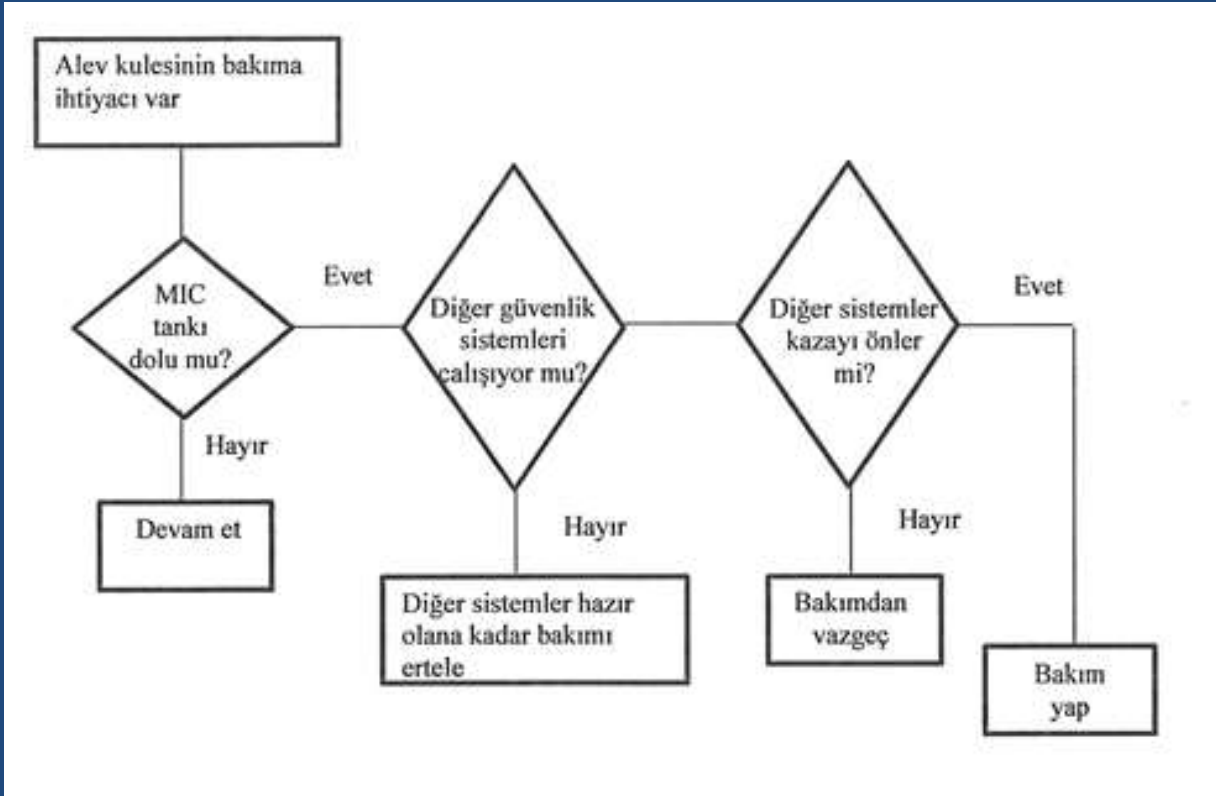 Alev kulesinin bakıma
ihtiyacı var
MIC
tankı
dolu mu?
Evet
Diğer güvenlik
sistemleri
çalışıyor mu?
Diğer sistemler
kazayı önler
mi?
Evet
Hayır
Devam et
Hayır
Diğer sistemler hazır
olana kadar bakımı
ertele
Hayır
Bakımdan
vazgeç
Bakım
yap